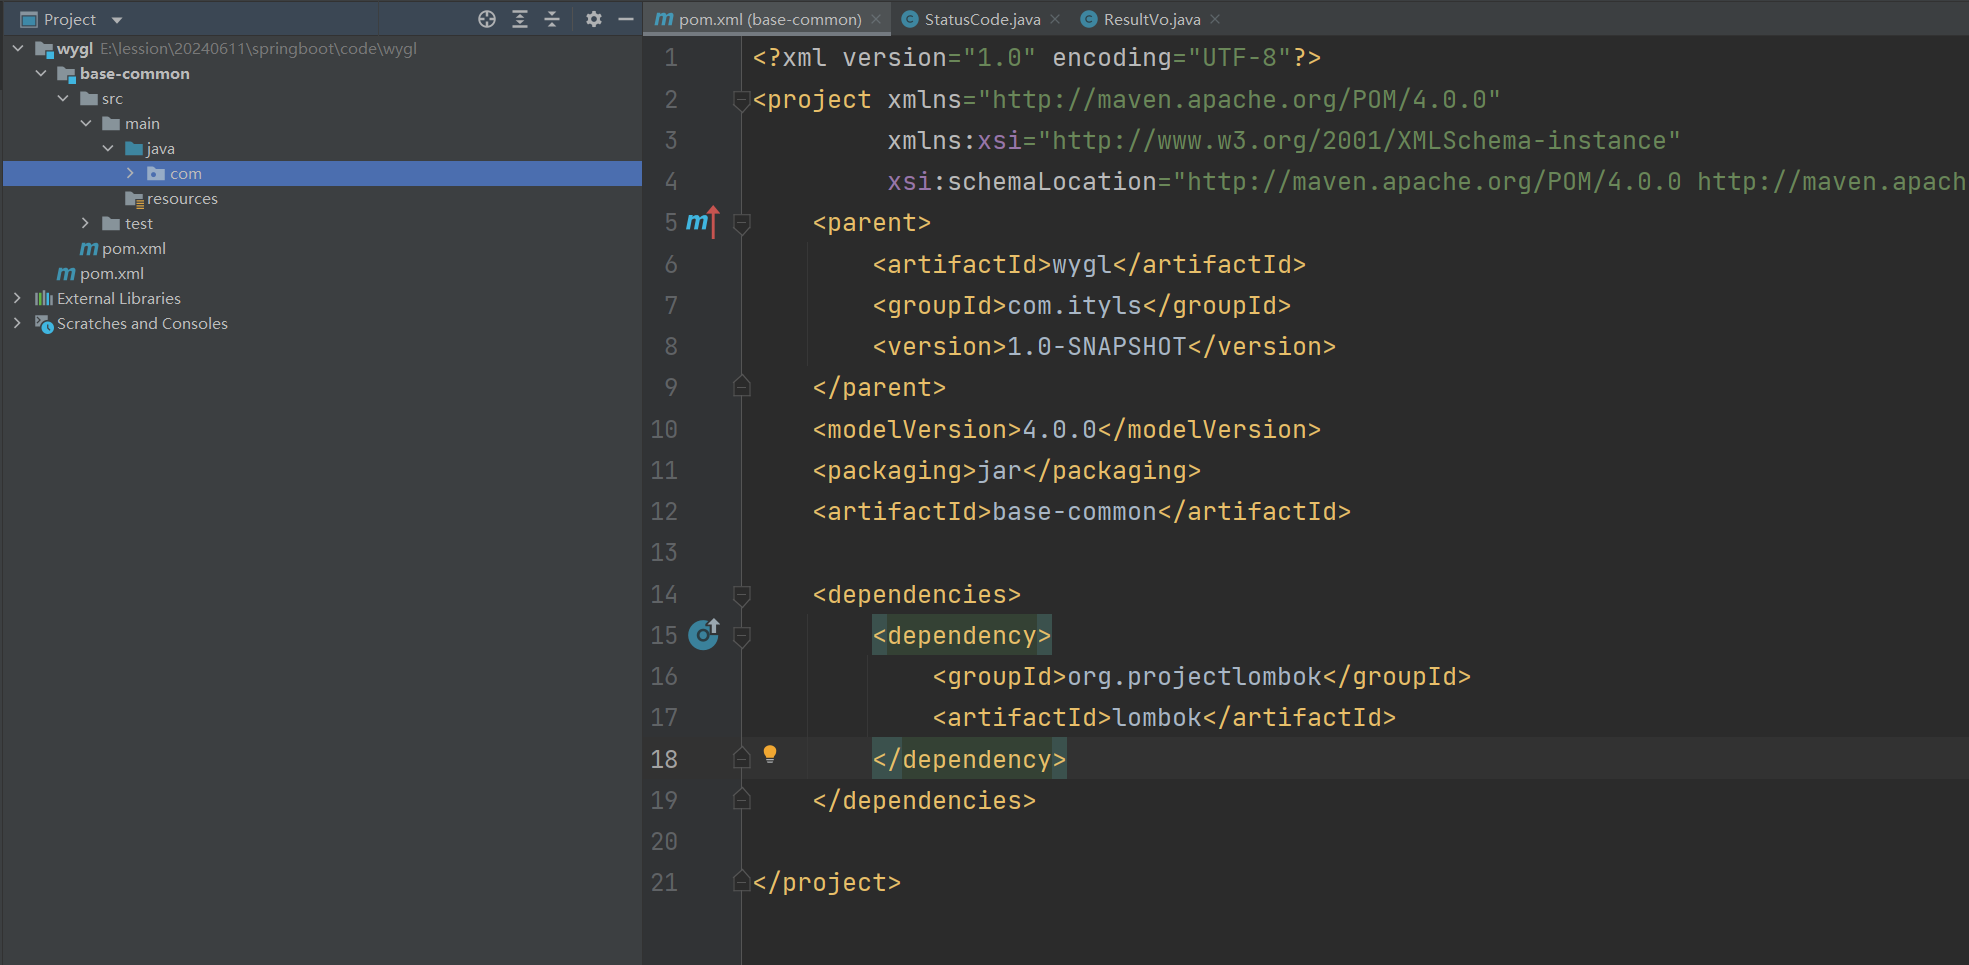 Project
wygl E:\lession\20240611\springboot\code\wygl
base-common
src
main
java
com
resources
test
pom.xml
pom.xml
External Libraries
Scratches and Consoles
pom.xml (base-common) StatusCode.java ResultVo.java
1 <?xml version="1.0" encoding="UTF-8"?>
2 <project xmlns="http://maven.apache.org/POM/4.0.0"
3 xmlns:xsi="http://www.w3.org/2001/XMLSchema-instance"
4 xsi:schemaLocation="http://maven.apache.org/POM/4.0.0 http://maven.apach
5 <parent>
6 <artifactId>wygl</artifactId>
7 <groupId>com.ityls</groupId>
8 <version>1.0-SNAPSHOT</version>
9 </parent>
10 <modelVersion>4.0.0</modelVersion>
11 <packaging>jar</packaging>
12 <artifactId>base-common</artifactId>
13
14 <dependencies>
15 <dependency>
16 <groupId>org.projectlombok</groupId>
17 <artifactId>lombok</artifactId>
18 </dependency>
19 </dependencies>
20
21 </project>